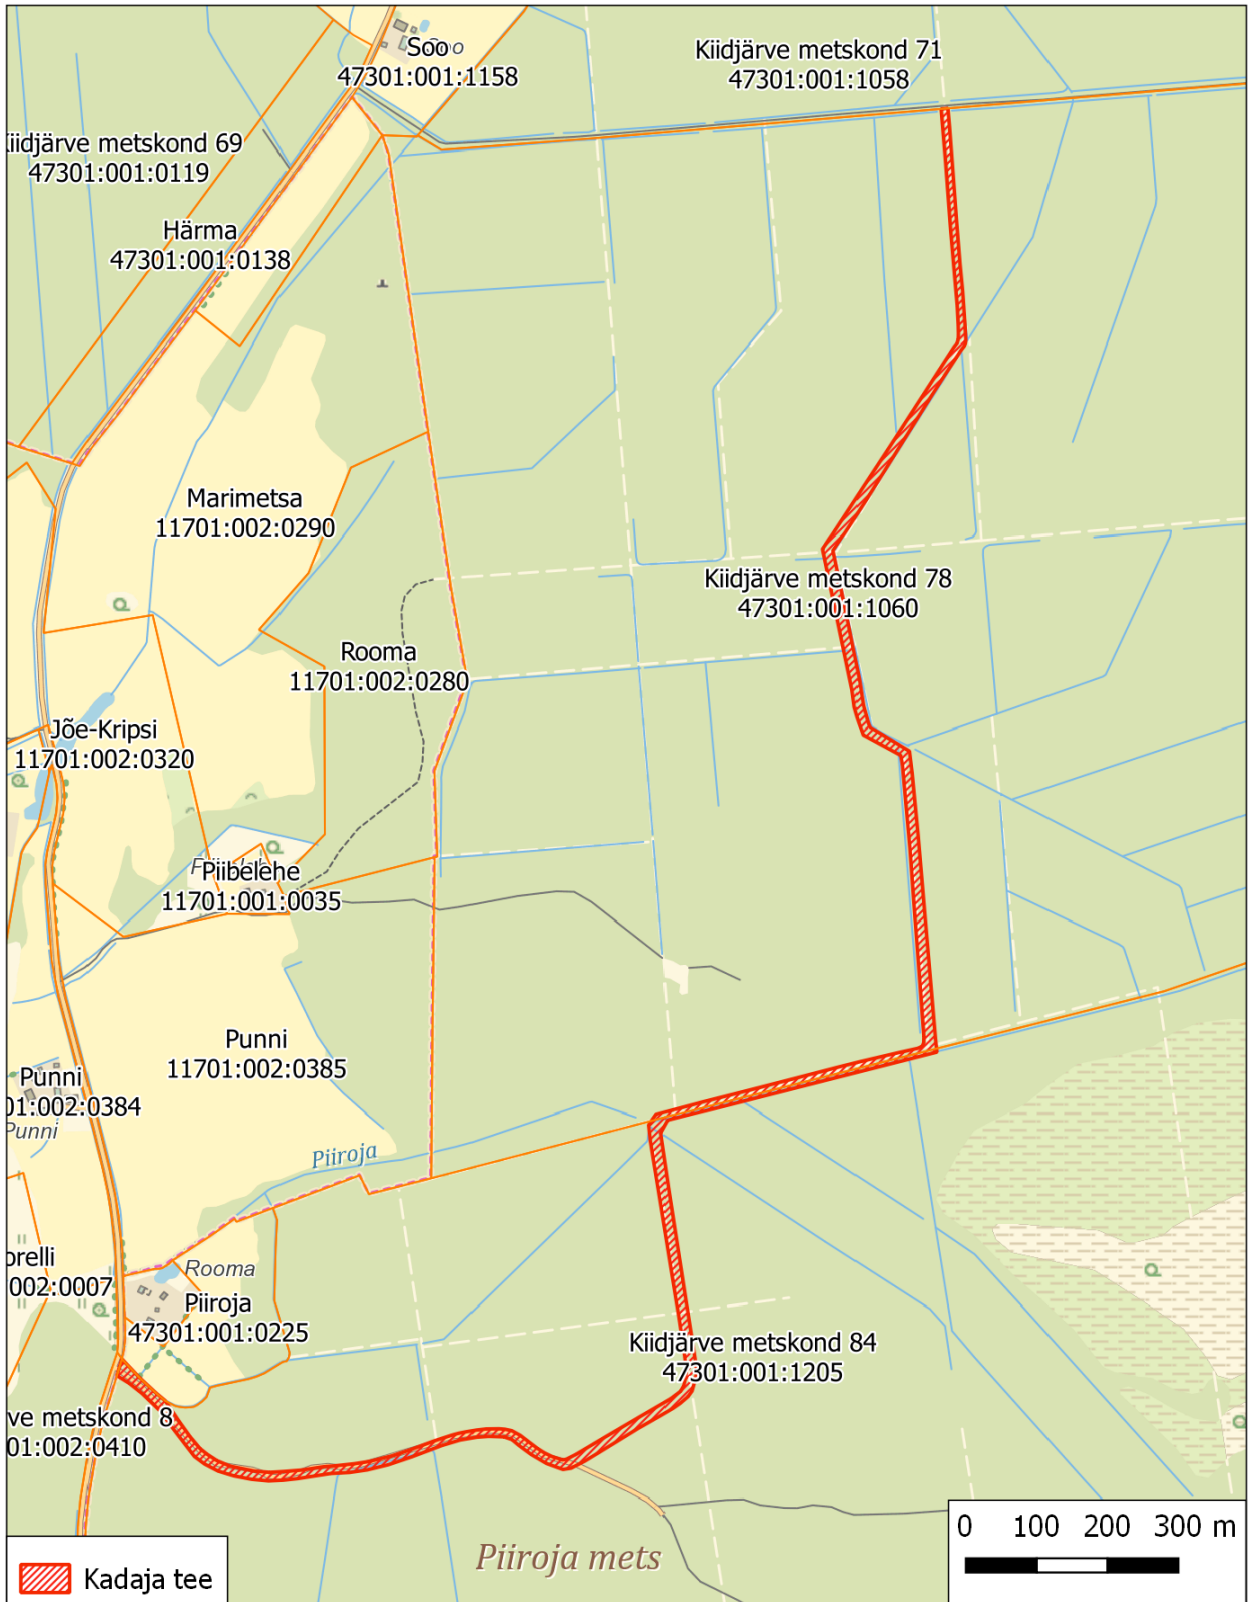 Soo
47301:001:1158
Kiidjärve metskond 71
47301:001:1058
iidjärve metskond 69
47301:001:0119
Härma
47301:001:0138
Marimetsa
11701:002:0290
Kiidjärve metskond 78
47301:001:1060
Rooma
11701:002:0280
Jõe-Kripsi
11701:002:0320
Piibelehe
11701:001:0035
Punni
11701:002:0385
Punni
01:002:0384
Punni
Piiroja
orelli
002:0007
Rooma
Piiroja
47301:001:0225
Kiidjärve metskond 84
47301:001:1205
ve metskond 8
01:002:0410
Piiroja mets
Kadaja tee
0 100 200 300 m